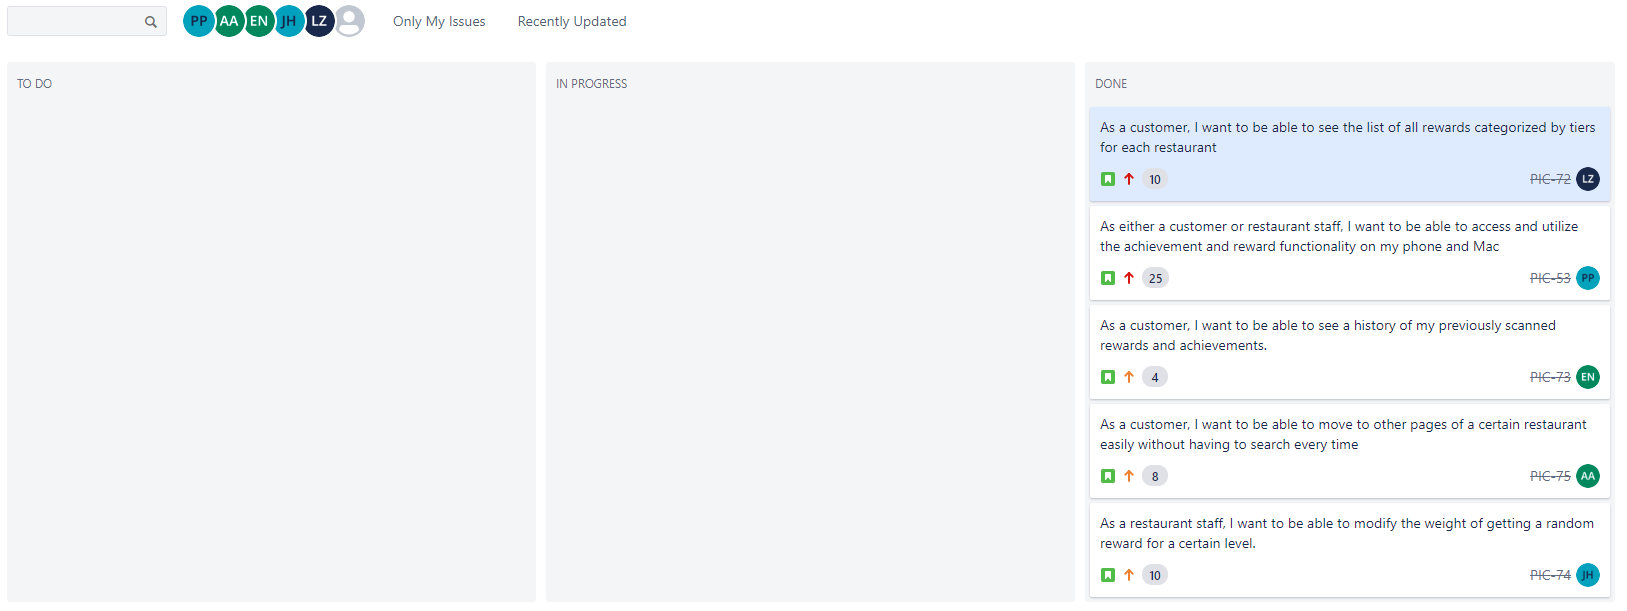 PP AA EN JH LZ Only My Issues Recently Updated
TO DO
IN PROGRESS
DONE
As a customer, I want to be able to see the list of all rewards categorized by tiers
for each restaurant
10 PIC-72 LZ
As either a customer or restaurant staff, I want to be able to access and utilize
the achievement and reward functionality on my phone and Mac
25 PIC-53 PP
As a customer, I want to be able to see a history of my previously scanned
rewards and achievements.
4 PIC-73 EN
As a customer, I want to be able to move to other pages of a certain restaurant
easily without having to search every time
8 PIC-75 AA
As a restaurant staff, I want to be able to modify the weight of getting a random
reward for a certain level.
10 PIC-74 JH